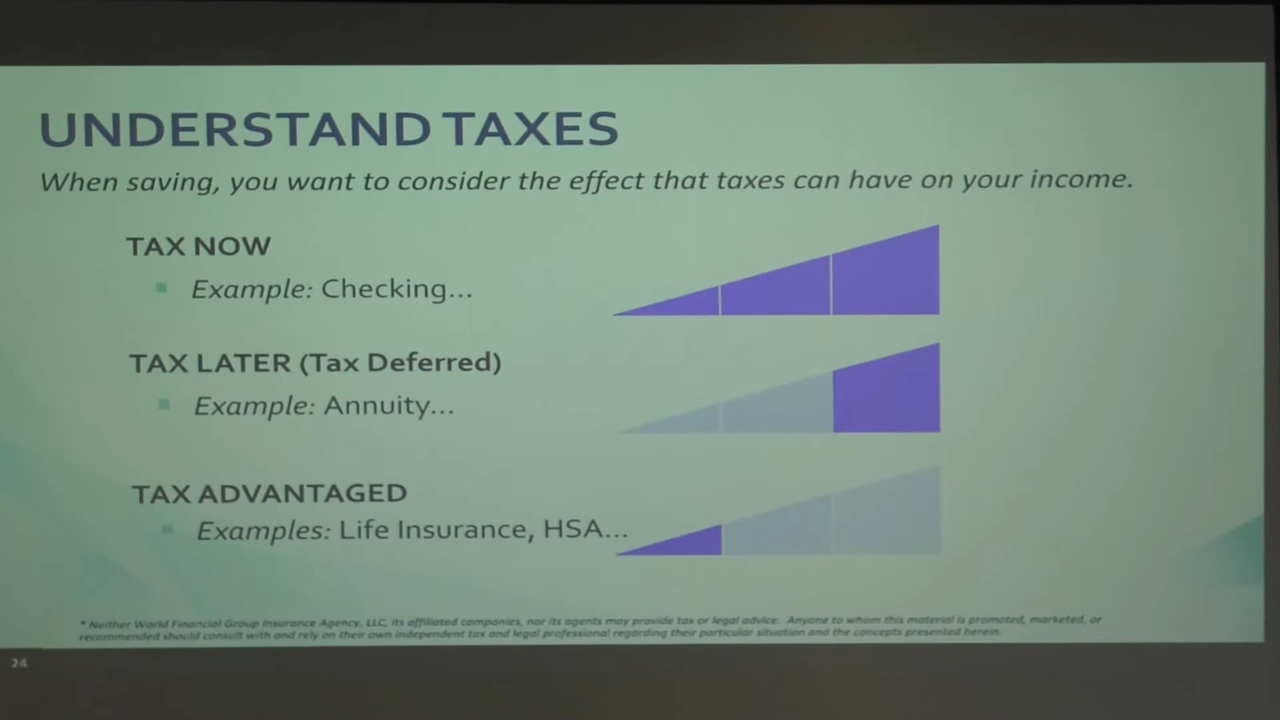 UNDERSTAND TAXES
When saving, you want to consider the effect that taxes can have on your income.
TAX NOW
Example: Checking...
TAX LATER (Tax Deferred)
Example: Annuity...
TAX ADVANTAGED
Examples: Life Insurance, HSA...
* Neither World Financial Group Insurance Agency, LLC, its affiliated companies, nor its agents may provide tax or legal advice. Anyone to whom this material is promoted, marketed, or
recommended should consult with and rely on their own independent tax and legal professional regarding their particular situation and the concepts presented herein.
24